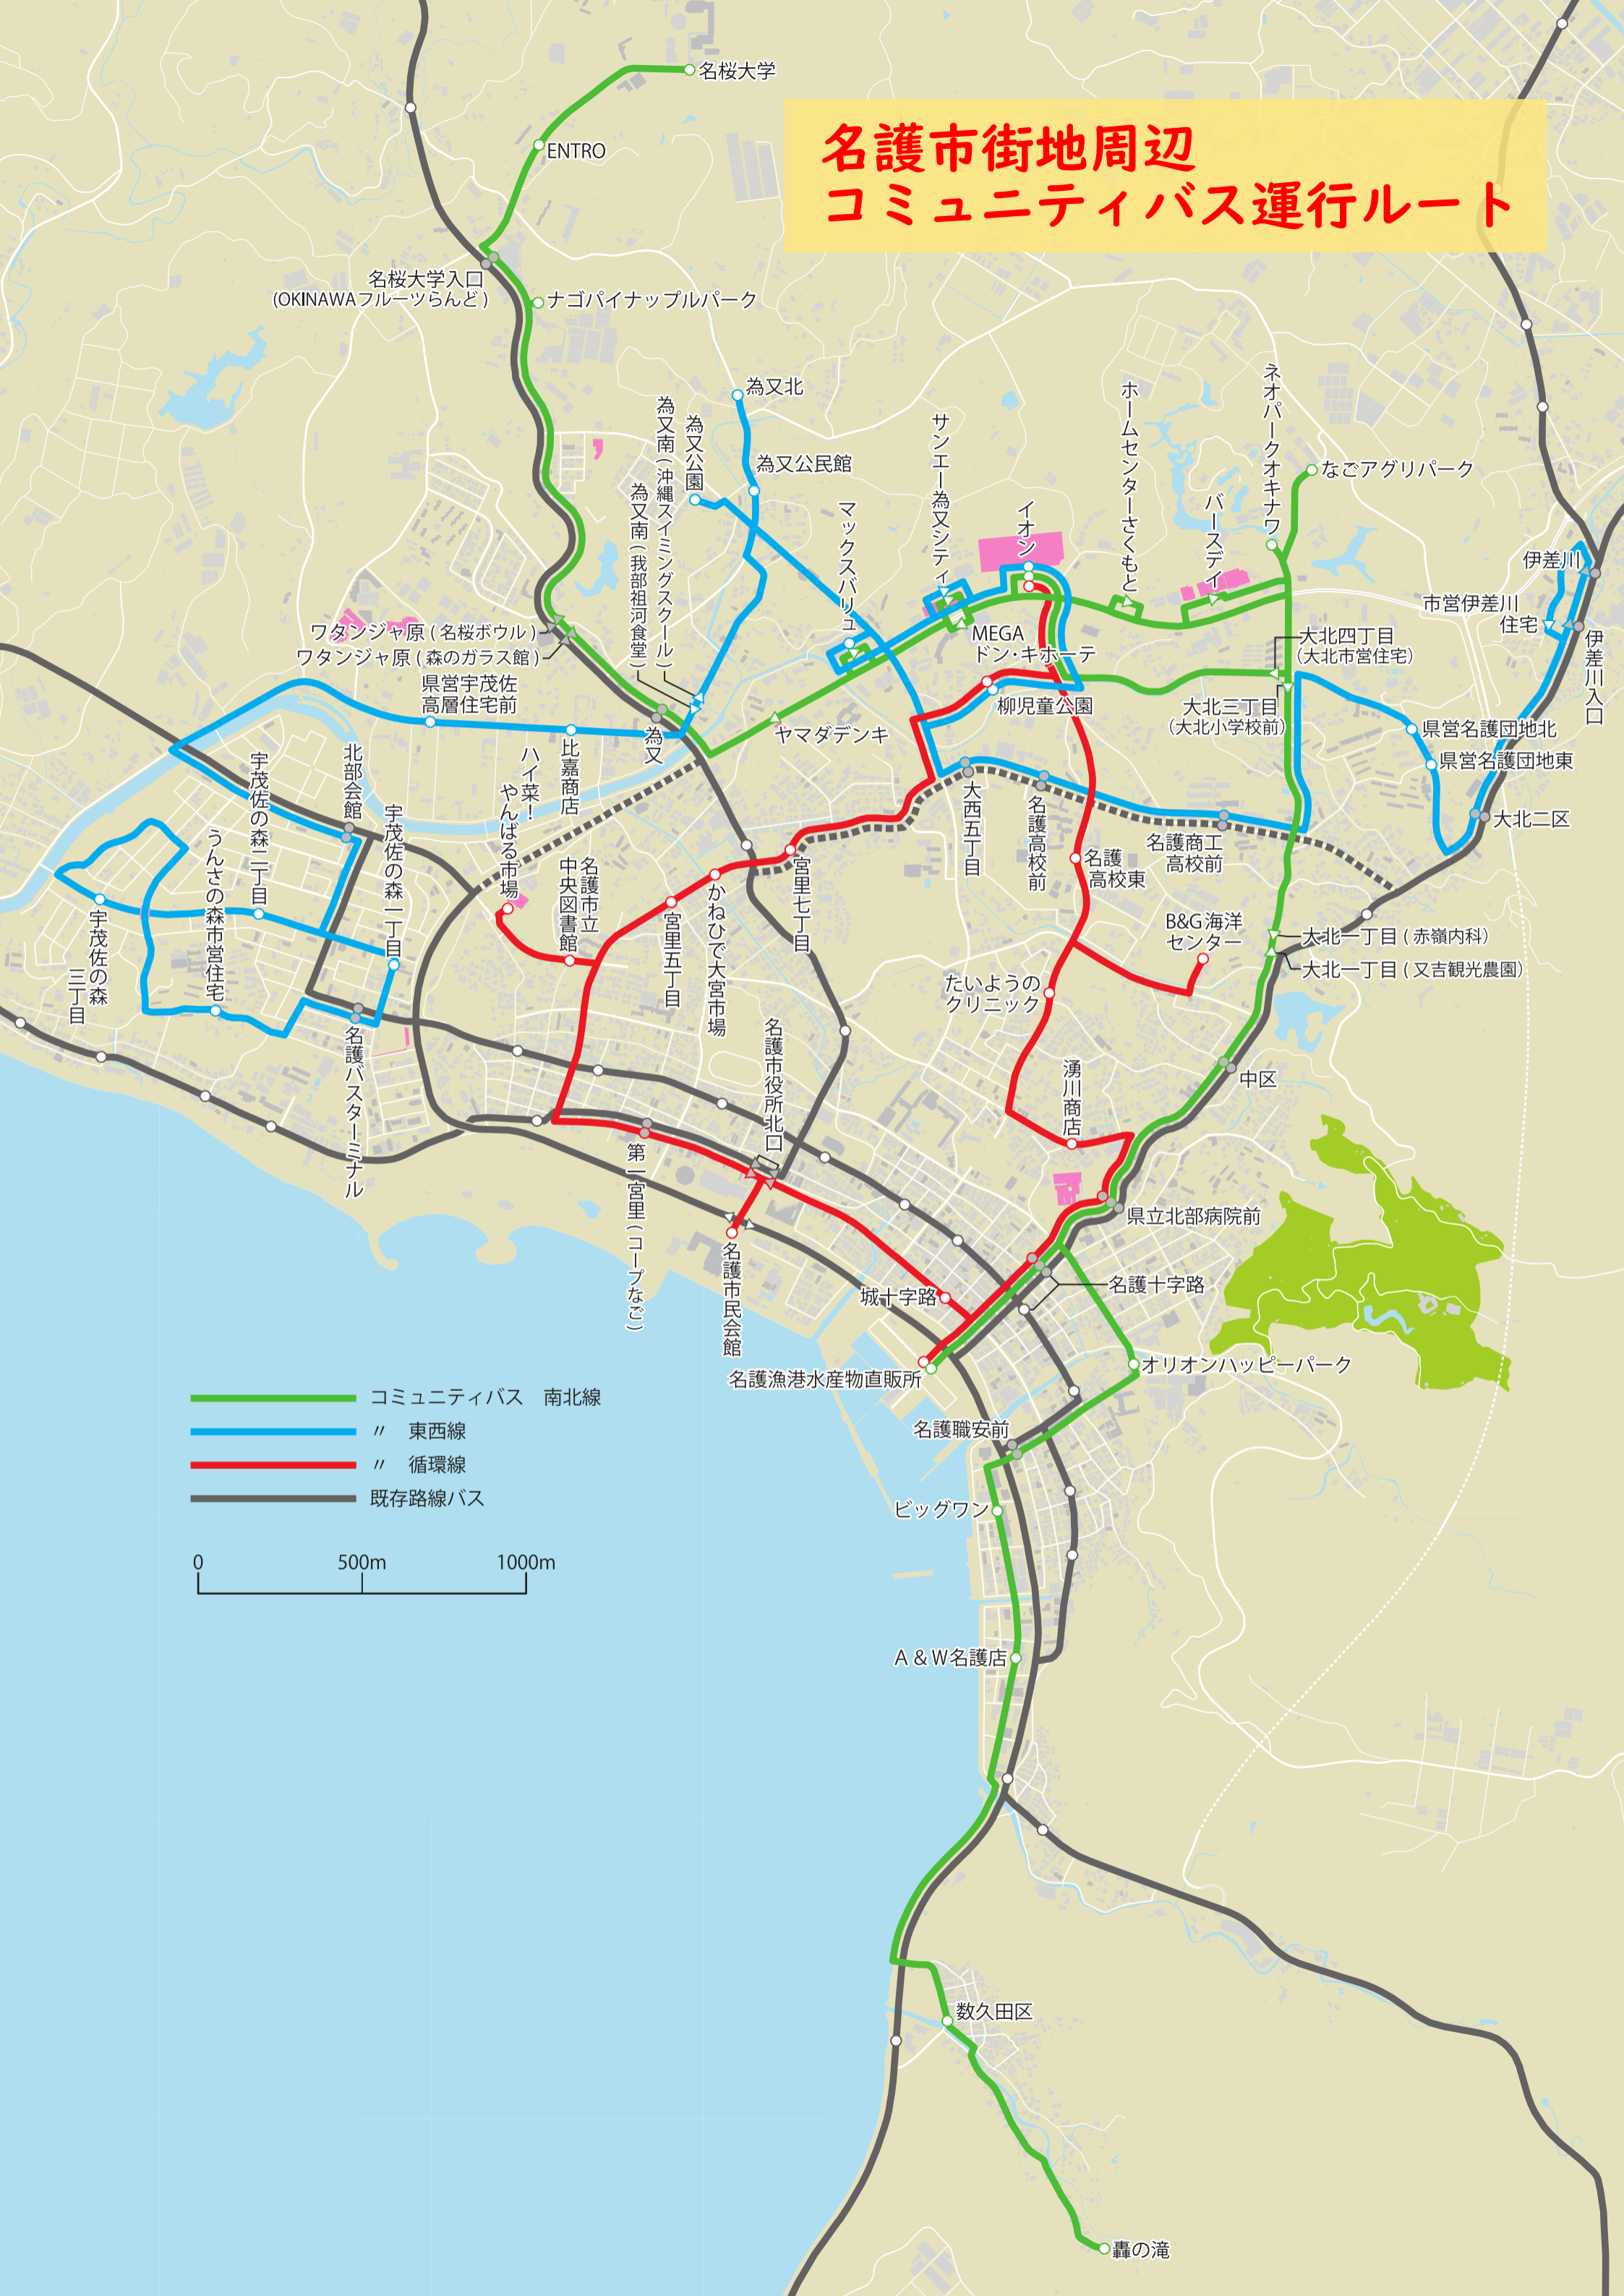 名護市街地周辺
コミュニティバス運行ルート
名桜大学
ENTRO
名桜大学入口
(OKINAWAフルーツらんど)
ナゴパイナップルパーク
為又北
為又公民館
為又公園
為又南(沖縄スイミングスクール)
為又南(我部祖河食堂)
マックスバリュ
サンエー為又シティ
イオン
ホームセンターさくもと
バースデイ
ネオパークオキナワ
なごアグリパーク
伊差川
市営伊差川
住宅
伊差川入口
ワタンジャ原(名桜ボウル)
ワタンジャ原(森のガラス館)
MEGA
ドン・キホーテ
大北四丁目
(大北市営住宅)
県営宇茂佐
高層住宅前
為又
ヤマダデンキ
柳児童公園
大北三丁目
(大北小学校前)
県営名護団地北
県営名護団地東
大北二区
比嘉商店
ハイ菜!
やんばる市場
北部会館
宇茂佐の森二丁目
宇茂佐の森一丁目
うんさの森市営住宅
宇茂佐の森
三丁目
名護バスターミナル
名護市立
中央図書館
宮里五丁目
かねひで大宮市場
宮里七丁目
大西五丁目
名護高校前
名護
高校東
名護商工
高校前
B&G海洋
センター
大北一丁目(赤嶺内科)
大北一丁目(又吉観光農園)
たいようの
クリニック
湧川商店
中区
名護市役所北口
第一宮里(コープなご)
名護市民会館
県立北部病院前
名護十字路
城十字路
名護漁港水産物直販所
オリオンハッピーパーク
名護職安前
ビッグワン
A&W名護店
数久田区
轟の滝
コミュニティバス 南北線
〃 東西線
〃 循環線
既存路線バス
0 500m 1000m